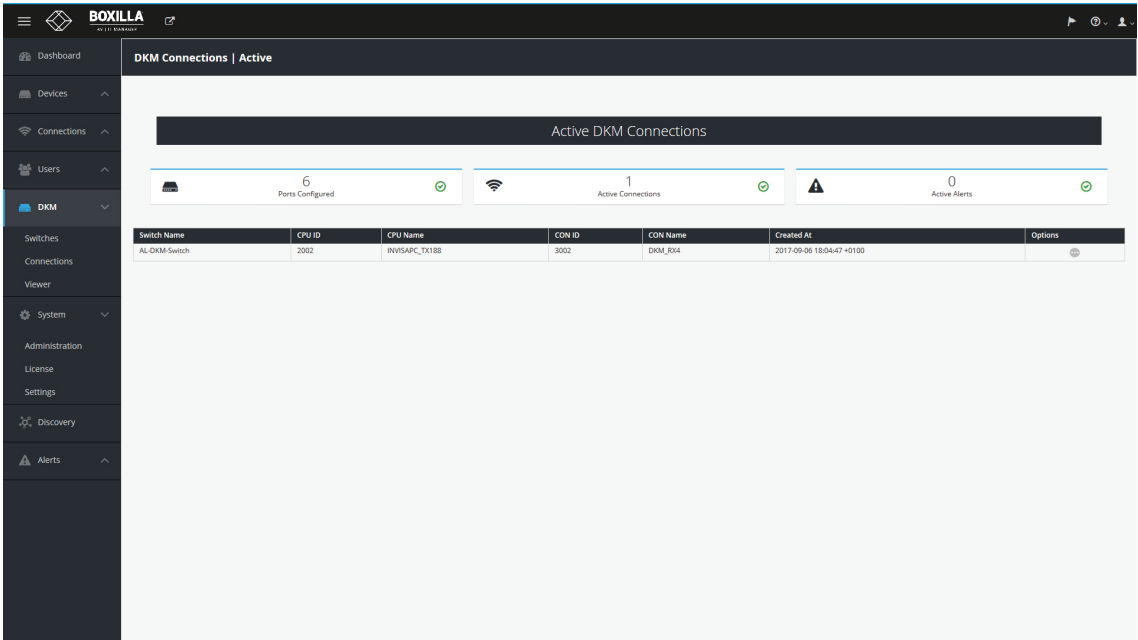 BOXILLA
AV | IT MANAGER
Dashboard
DKM Connections | Active
Devices
Connections
Active DKM Connections
Users
6
Ports Configured
1
Active Connections
0
Active Alerts
DKM
Switches
Connections
Viewer
Switch Name CPU ID CPU Name CON ID CON Name Created At Options
AL-DKM-Switch 2002 INVISAPC_TX188 3002 DKM_RX4 2017-09-06 18:04:47 +0100
System
Administration
License
Settings
Discovery
Alerts